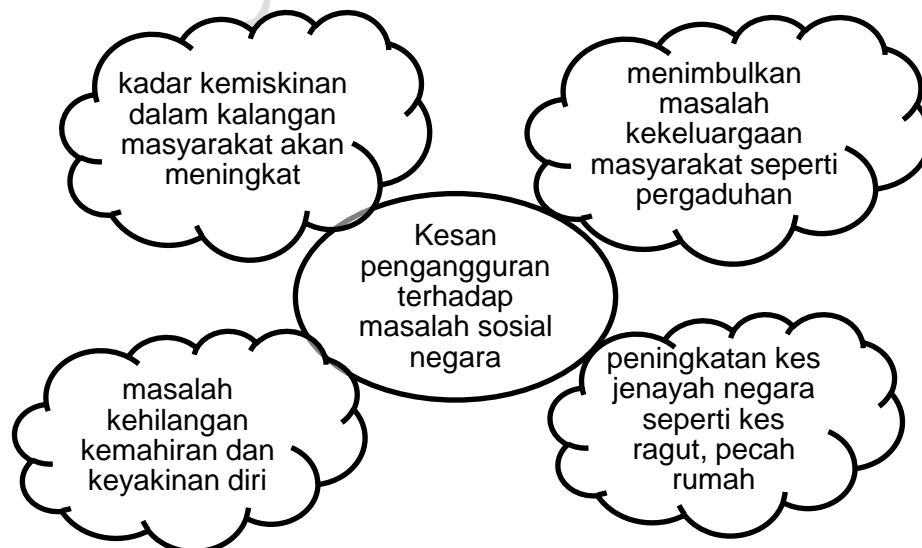 kadar kemiskinan
dalam kalangan
masyarakat akan
meningkat
menimbulkan
masalah
kekeluargaan
masyarakat seperti
pergaduhan
Kesan
pengangguran
terhadap
masalah sosial
negara
masalah
kehilangan
kemahiran dan
keyakinan diri
peningkatan kes
jenayah negara
seperti kes
ragut, pecah
rumah